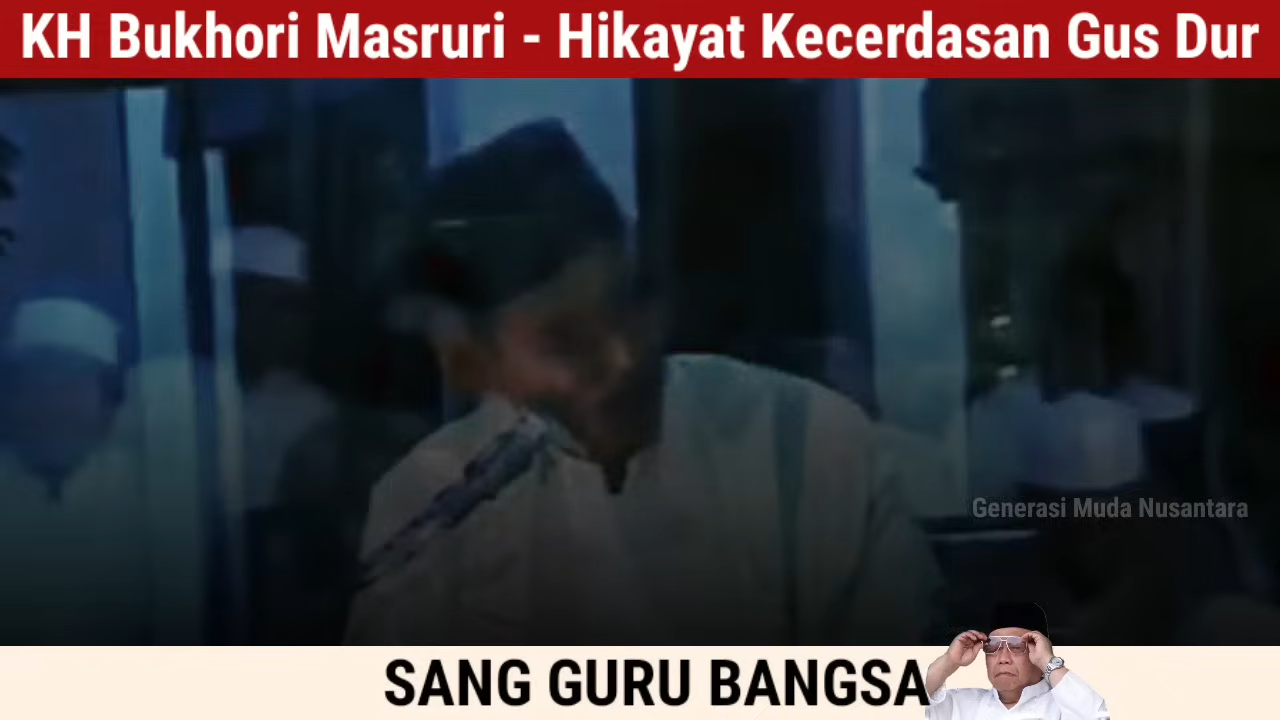 KH Bukhori Masruri - Hikayat Kecerdasan Gus Dur
Generasi Muda Nusantara
SANG GURU BANGSA